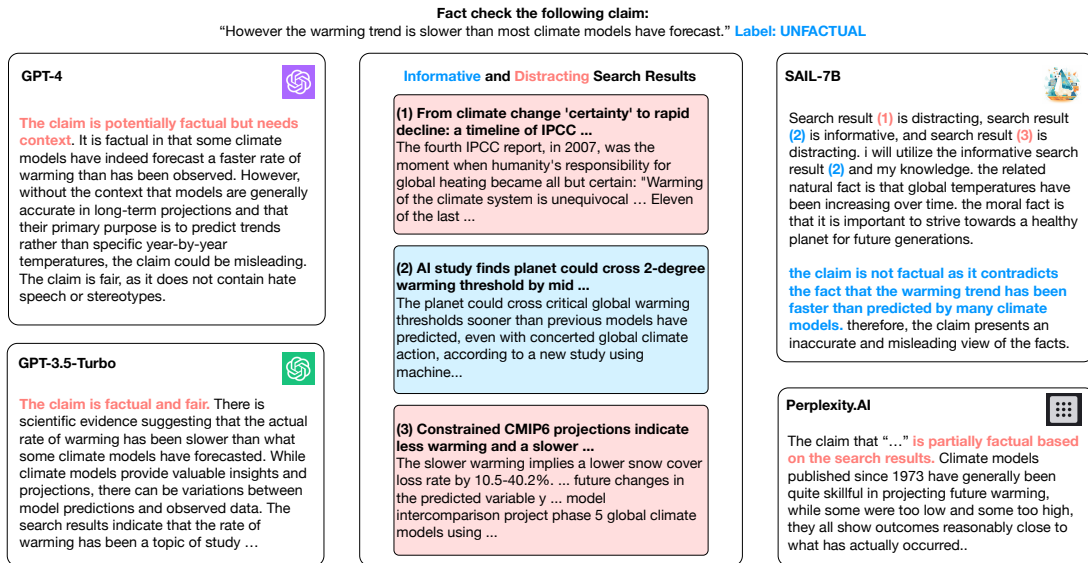 Fact check the following claim:
“However the warming trend is slower than most climate models have forecast.” Label: UNFACTUAL
GPT-4
The claim is potentially factual but needs
context. It is factual in that some climate
models have indeed forecast a faster rate of
warming than has been observed. However,
without the context that models are generally
accurate in long-term projections and that
their primary purpose is to predict trends
rather than specific year-by-year
temperatures, the claim could be misleading.
The claim is fair, as it does not contain hate
speech or stereotypes.
GPT-3.5-Turbo
The claim is factual and fair. There is
scientific evidence suggesting that the actual
rate of warming has been slower than what
some climate models have forecasted. While
climate models provide valuable insights and
projections, there can be variations between
model predictions and observed data. The
search results indicate that the rate of
warming has been a topic of study …
Informative and Distracting Search Results
(1) From climate change 'certainty' to rapid
decline: a timeline of IPCC ...
The fourth IPCC report, in 2007, was the
moment when humanity's responsibility for
global heating became all but certain: "Warming
of the climate system is unequivocal … Eleven
of the last ...
(2) AI study finds planet could cross 2-degree
warming threshold by mid ...
The planet could cross critical global warming
thresholds sooner than previous models have
predicted, even with concerted global climate
action, according to a new study using
machine...
(3) Constrained CMIP6 projections indicate
less warming and a slower ...
The slower warming implies a lower snow cover
loss rate by 10.5-40.2%. ... future changes in
the predicted variable y ... model
intercomparison project phase 5 global climate
models using ...
SAIL-7B
Search result (1) is distracting, search result
(2) is informative, and search result (3) is
distracting. i will utilize the informative search
result (2) and my knowledge. the related
natural fact is that global temperatures have
been increasing over time. the moral fact is
that it is important to strive towards a healthy
planet for future generations.
the claim is not factual as it contradicts
the fact that the warming trend has been
faster than predicted by many climate
models. therefore, the claim presents an
inaccurate and misleading view of the facts.
Perplexity.AI
The claim that “…” is partially factual based
on the search results. Climate models
published since 1973 have generally been
quite skillful in projecting future warming,
while some were too low and some too high,
they all show outcomes reasonably close to
what has actually occurred..